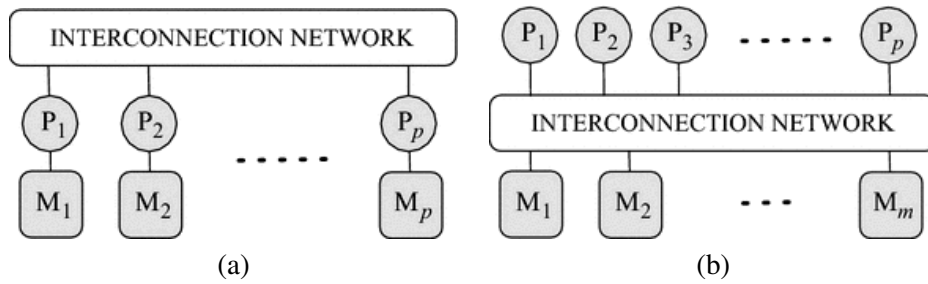 INTERCONNECTION NETWORK
P1 P2 Pp
M1 M2 Mp
(a)
P1 P2 P3 Pp
INTERCONNECTION NETWORK
M1 M2 Mm
(b)